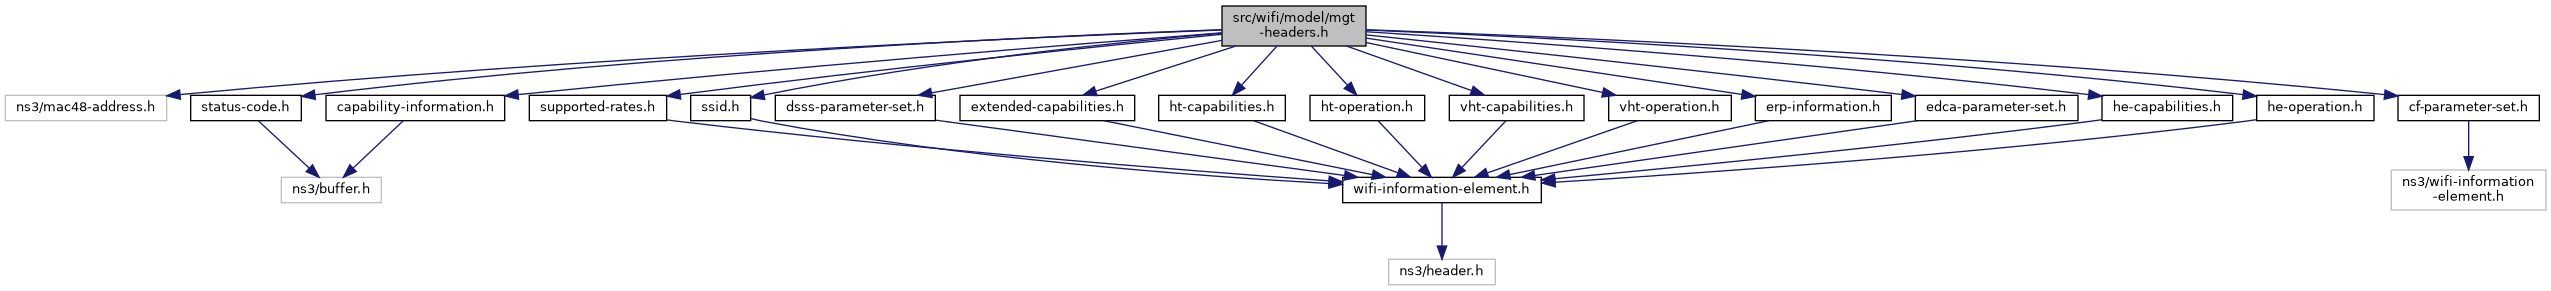 src/wifi/model/mgt
-headers.h
ns3/mac48-address.h
status-code.h
capability-information.h
supported-rates.h
ssid.h
dsss-parameter-set.h
extended-capabilities.h
ht-capabilities.h
ht-operation.h
vht-capabilities.h
vht-operation.h
erp-information.h
edca-parameter-set.h
he-capabilities.h
he-operation.h
cf-parameter-set.h
ns3/buffer.h
wifi-information-element.h
ns3/wifi-information
-element.h
ns3/header.h